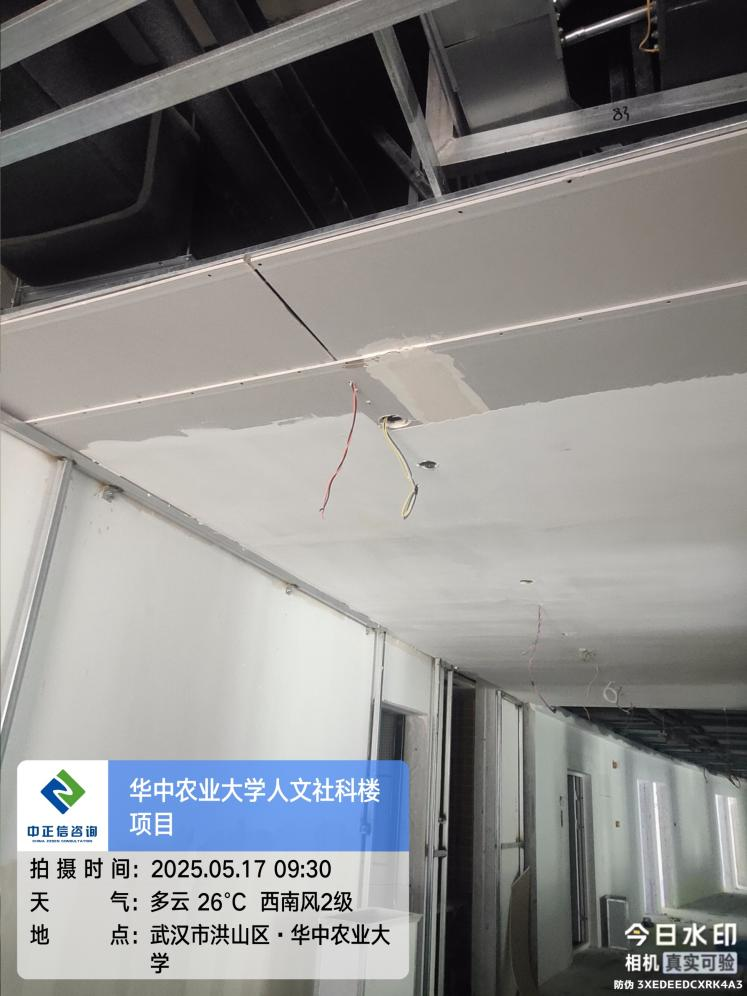 83
中正信咨询
CHINA ZOSEN CONSULTATION
华中农业大学人文社科楼
项目
拍摄时间: 2025.05.17 09:30
天 气: 多云 26°C 西南风2级
地 点: 武汉市洪山区·华中农业大
学
今日水印
相机 真实可验
防伪 3XEDEEDCXRK4A3